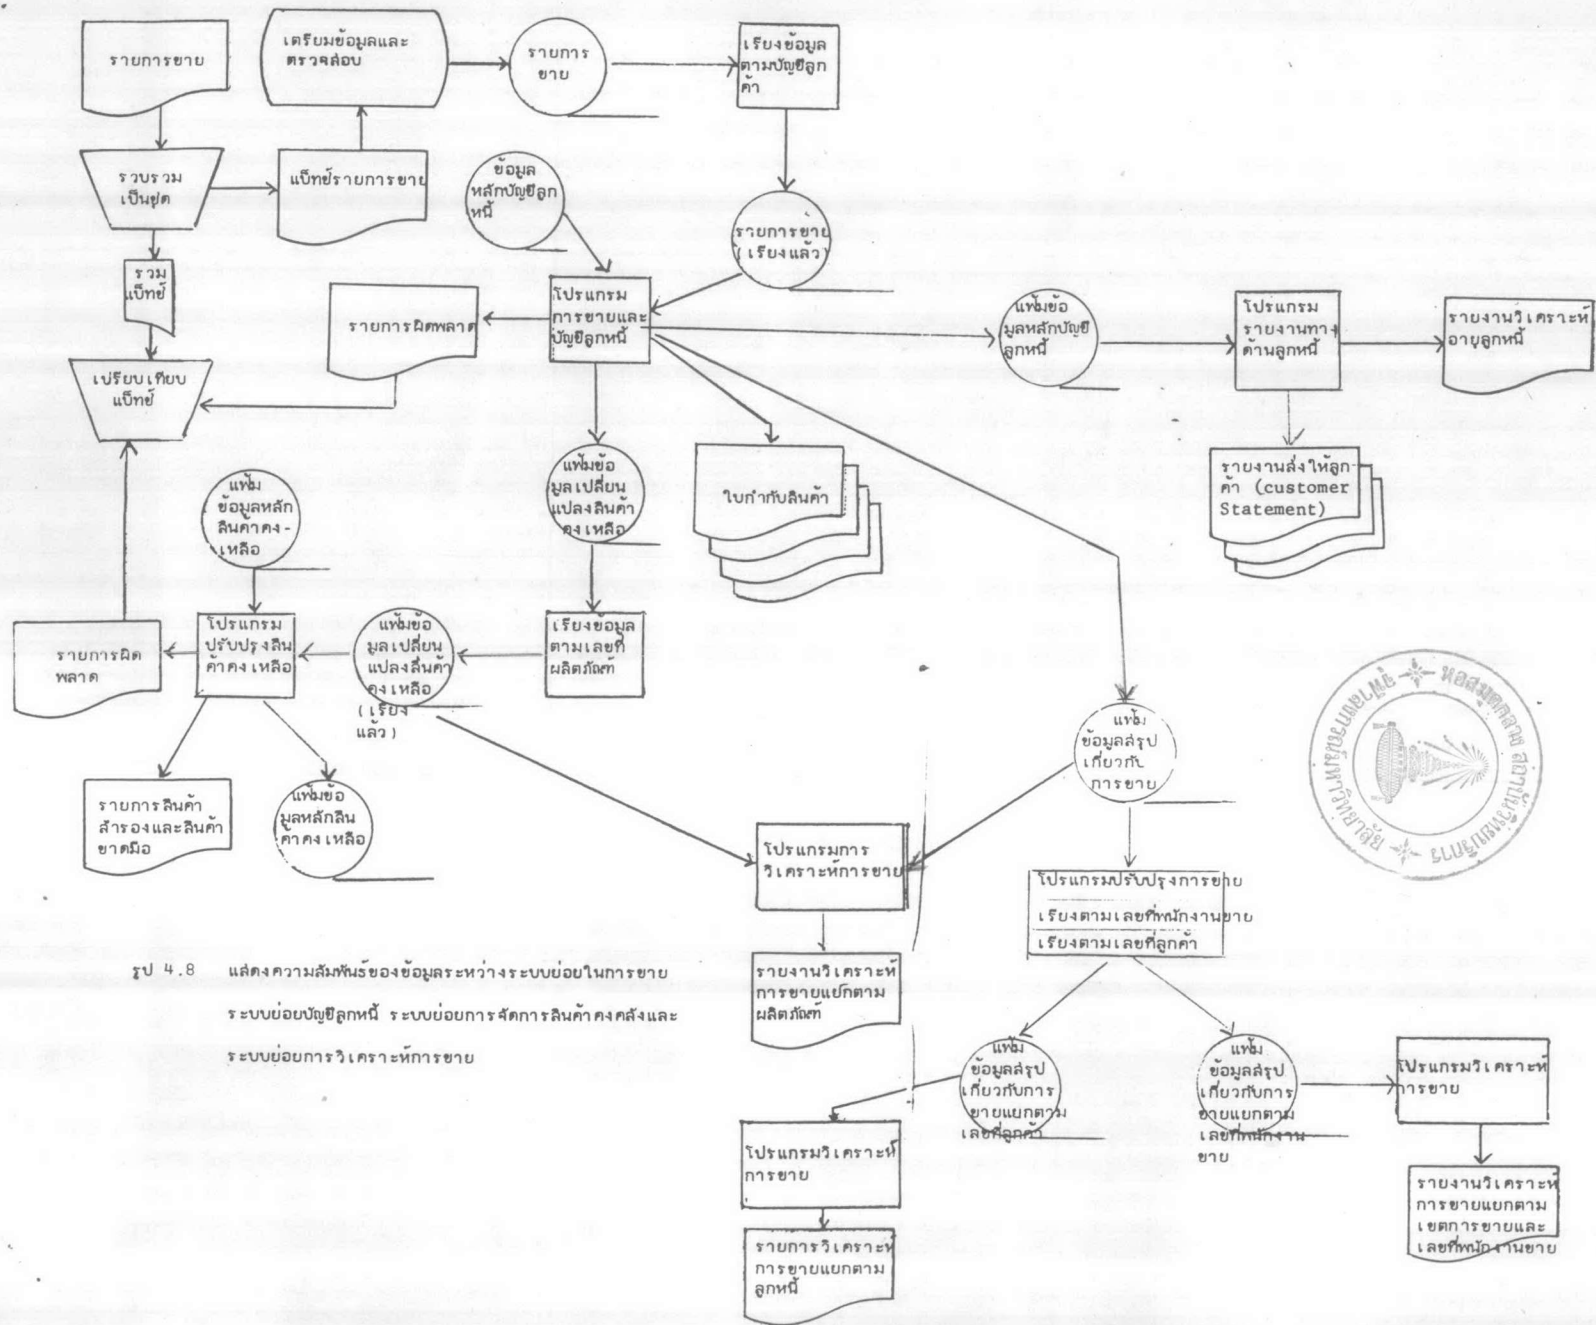 รายการขาย
เตรียมข้อมูลและ
ตรวจสอบ
รายการ
ขาย
เรียงข้อมูล
ตามบัญชีลูก
ค้า
รวบรวม
เป็นชุด
แบ็ทย์รายการขาย
ข้อมูล
หลักบัญชีลูก
หนี้
รายการขาย
(เรียงแล้ว)
รวม
แบ็ทย์
รายการผิดพลาด
โปรแกรม
การขายและ
บัญชีลูกหนี้
แฟ้มข้อ
มูลหลักบัญชี
ลูกหนี้
โปรแกรม
รายงานทาง
ด้านลูกหนี้
รายงานวิเคราะห์
อายุลูกหนี้
เปรียบเทียบ
แบ็ทย์
แฟ้ม
ข้อมูลหลัก
สินค้าคง-
เหลือ
แฟ้มข้อ
มูลเปลี่ยน
แปลงสินค้า
คงเหลือ
ใบกำกับสินค้า
รายงานส่งให้ลูก-
ค้า (customer
Statement)
รายการผิด
พลาด
โปรแกรม
ปรับปรุงสิน
ค้าคงเหลือ
แฟ้มข้อ
มูลเปลี่ยน
แปลงสินค้า
คงเหลือ
(เรียง
แล้ว)
เรียงข้อมูล
ตามเลขที่
ผลิตภัณฑ์
แฟ้ม
ข้อมูลสรุป
เกี่ยวกับ
การขาย
รายการสินค้า
สำรองและสินค้า
ขาดมือ
แฟ้มข้อ
มูลหลักสิน
ค้าคงเหลือ
โปรแกรมการ
วิเคราะห์การขาย
โปรแกรมปรับปรุงการขาย
เรียงตามเลขที่พนักงานขาย
เรียงตามเลขที่ลูกค้า
สถาบันวิทยบริการ
จุฬาลงกรณ์มหาวิทยาลัย
รายงานวิเคราะห์
การขายแยกตาม
ผลิตภัณฑ์
รูป 4.8 แสดงความสัมพันธ์ของข้อมูลระหว่างระบบย่อยในการขาย
ระบบย่อยบัญชีลูกหนี้ ระบบย่อยการจัดการสินค้าคงคลังและ
ระบบย่อยการวิเคราะห์การขาย
แฟ้ม
ข้อมูลสรุป
เกี่ยวกับการ
ขายแยกตาม
เลขที่ลูกค้า
แฟ้ม
ข้อมูลสรุป
เกี่ยวกับการ
ขายแยกตาม
เลขที่พนักงาน
ขาย
โปรแกรมวิเคราะห์
การขาย
โปรแกรมวิเคราะห์
การขาย
รายงานวิเคราะห์
การขายแยกตาม
เขตการขายและ
เลขที่พนักงานขาย
รายการวิเคราะห์
การขายแยกตาม
ลูกหนี้